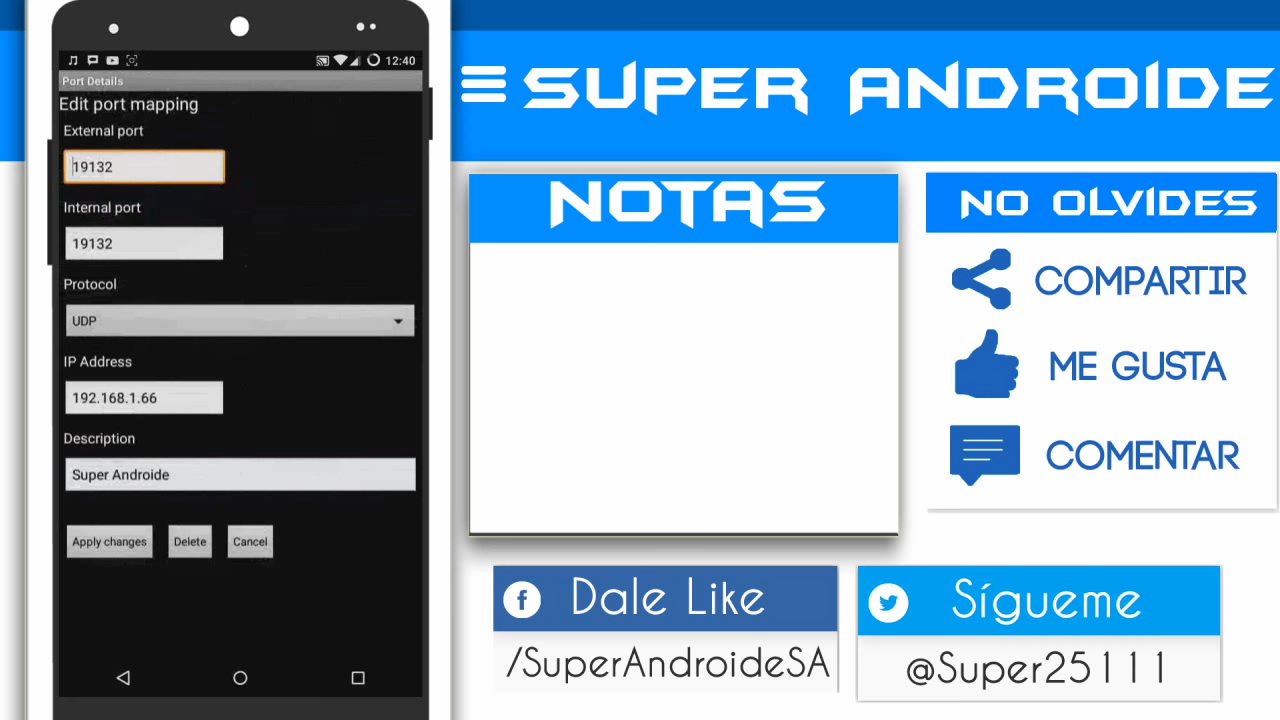 12:40
Port Details
Edit port mapping
External port
19132
Internal port
19132
Protocol
UDP
IP Address
192.168.1.66
Description
Super Androide
Apply changes
Delete
Cancel
SUPER ANDROIDE
NOTAS
NO OLVIDES
COMPARTIR
ME GUSTA
COMENTAR
Dale Like
/SuperAndroideSA
Sígueme
@Super25111